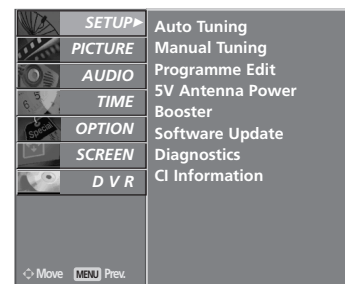 SETUP
PICTURE
AUDIO
TIME
OPTION
SCREEN
D V R
Auto Tuning
Manual Tuning
Programme Edit
5V Antenna Power
Booster
Software Update
Diagnostics
CI Information
Move MENU Prev.